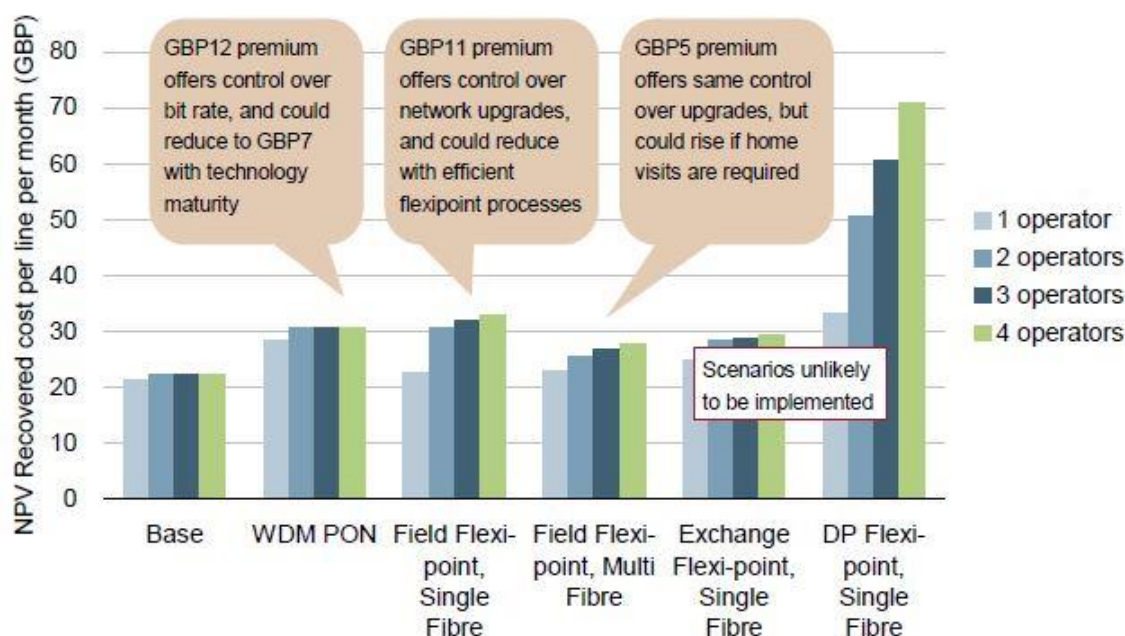 NPV Recovered cost per line per month (GBP)
80
70
60
50
40
30
20
10
0
GBP12 premium
offers control over
bit rate, and could
reduce to GBP7
with technology
maturity
GBP11 premium
offers control over
network upgrades,
and could reduce
with efficient
flexipoint processes
GBP5 premium
offers same control
over upgrades, but
could rise if home
visits are required
Scenarios unlikely
to be implemented
1 operator
2 operators
3 operators
4 operators
Base
WDM PON
Field Flexi-
point,
Single
Fibre
Field Flexi-
point, Multi
Fibre
Exchange
Flexi-point,
Single
Fibre
DP Flexi-
point,
Single
Fibre